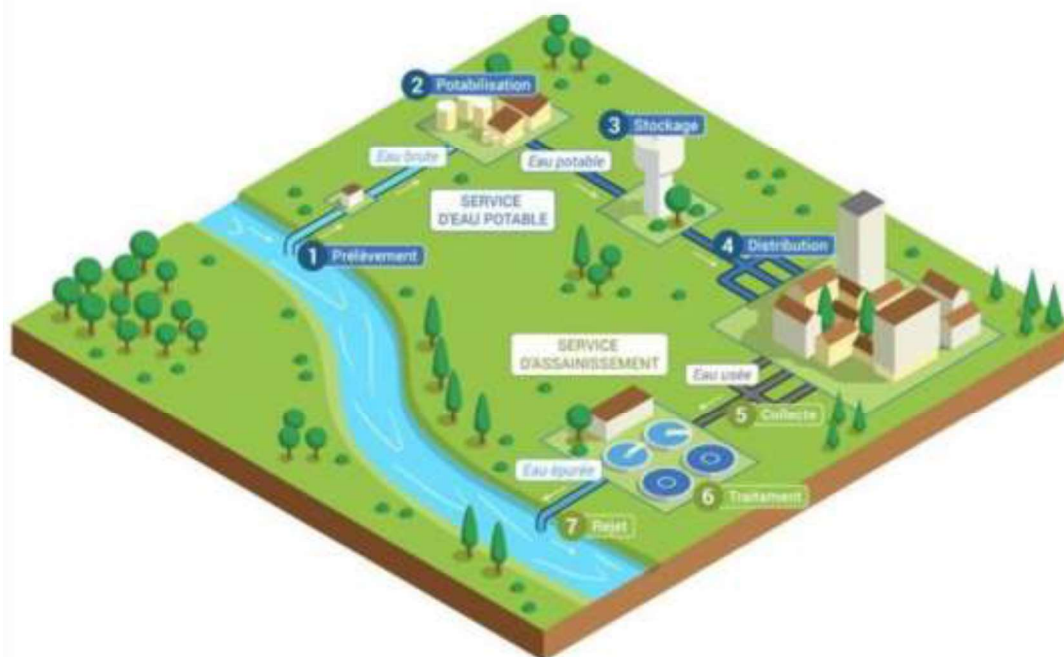 2 Potabilisation
3 Stockage
Eau brute
Eau potable
SERVICE
D'EAU POTABLE
1 Prélèvement
4 Distribution
SERVICE
D'ASSAINISSEMENT
Eau usée
5 Collecte
Eau épurée
6 Traitement
7 Rejet